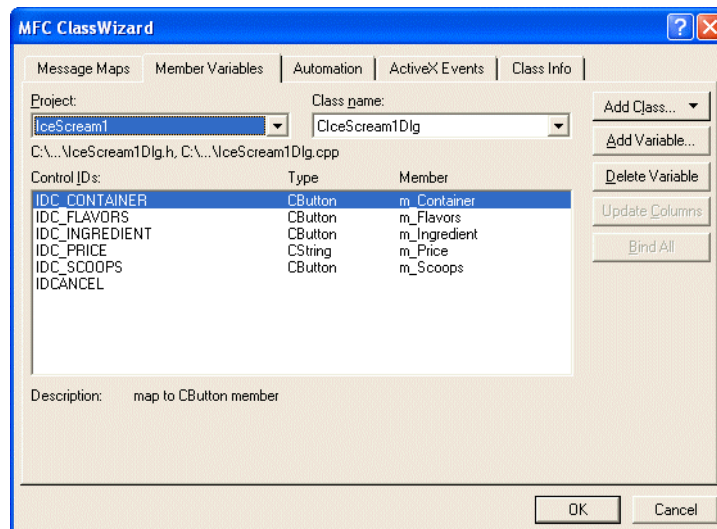 MFC ClassWizard
Message Maps Member Variables Automation ActiveX Events Class Info
Project: Class name: Add Class...
IceScream1 CIceScream1Dlg
C:\...\IceScream1Dlg.h, C:\...\IceScream1Dlg.cpp Add Variable...
Control IDs: Type Member Delete Variable
IDC_CONTAINER CButton m_Container
IDC_FLAVORS CButton m_Flavors Update Columns
IDC_INGREDIENT CButton m_Ingredient
IDC_PRICE CString m_Price Bind All
IDC_SCOOPS CButton m_Scoops
IDCANCEL
Description: map to CButton member
OK Cancel